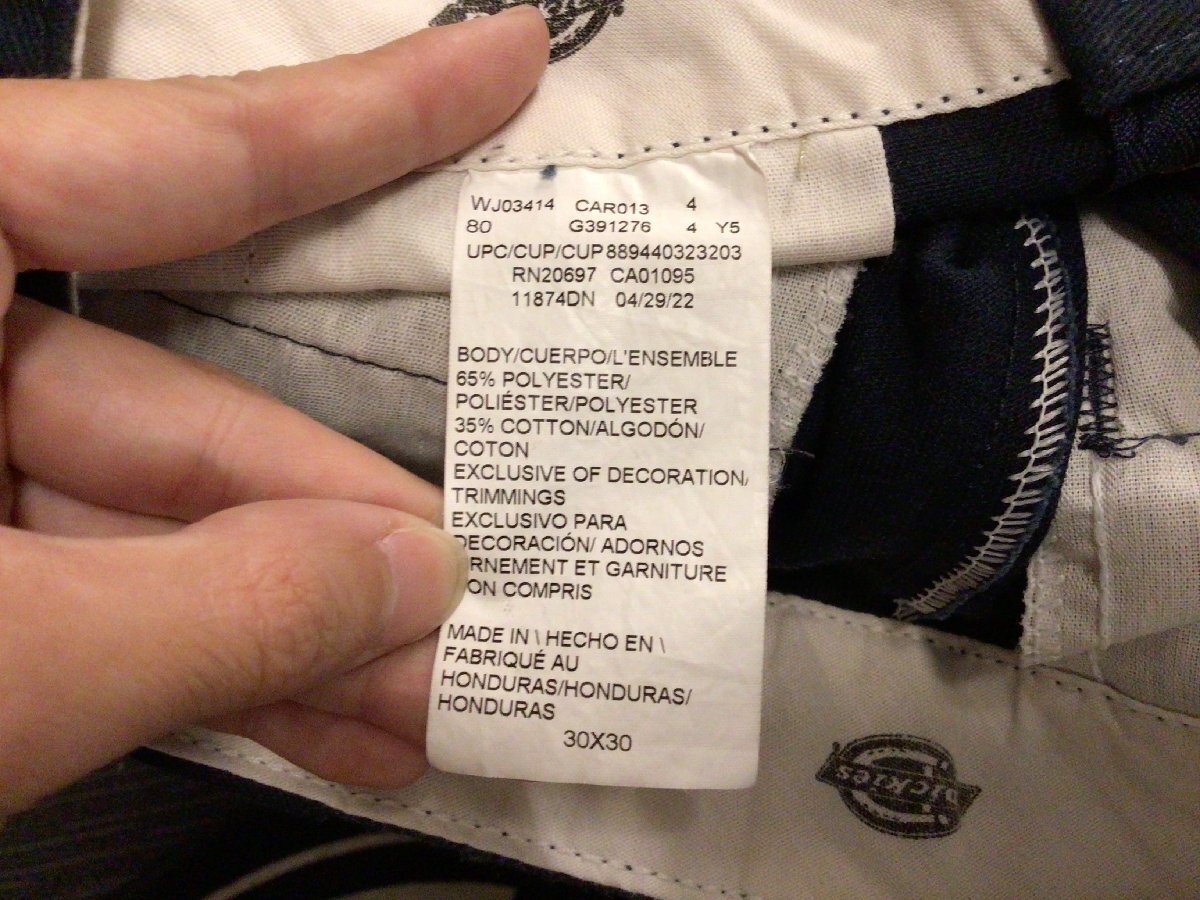 WJ03414 CAR013 4
80 G391276 4 Y5
UPC/CUP/CUP 889440323203
RN20697 CA01095
11874DN 04/29/22
BODY/CUERPO/L'ENSEMBLE
65% POLYESTER/
POLIÉSTER/POLYESTER
35% COTTON/ALGODÓN/
COTON
EXCLUSIVE OF DECORATION/
TRIMMINGS
EXCLUSIVO PARA
DECORACIÓN/ ADORNOS
RNEMENT ET GARNITURE
ON COMPRIS
MADE IN \ HECHO EN \
FABRIQUÉ AU
HONDURAS/HONDURAS/
HONDURAS
30X30
Dickies